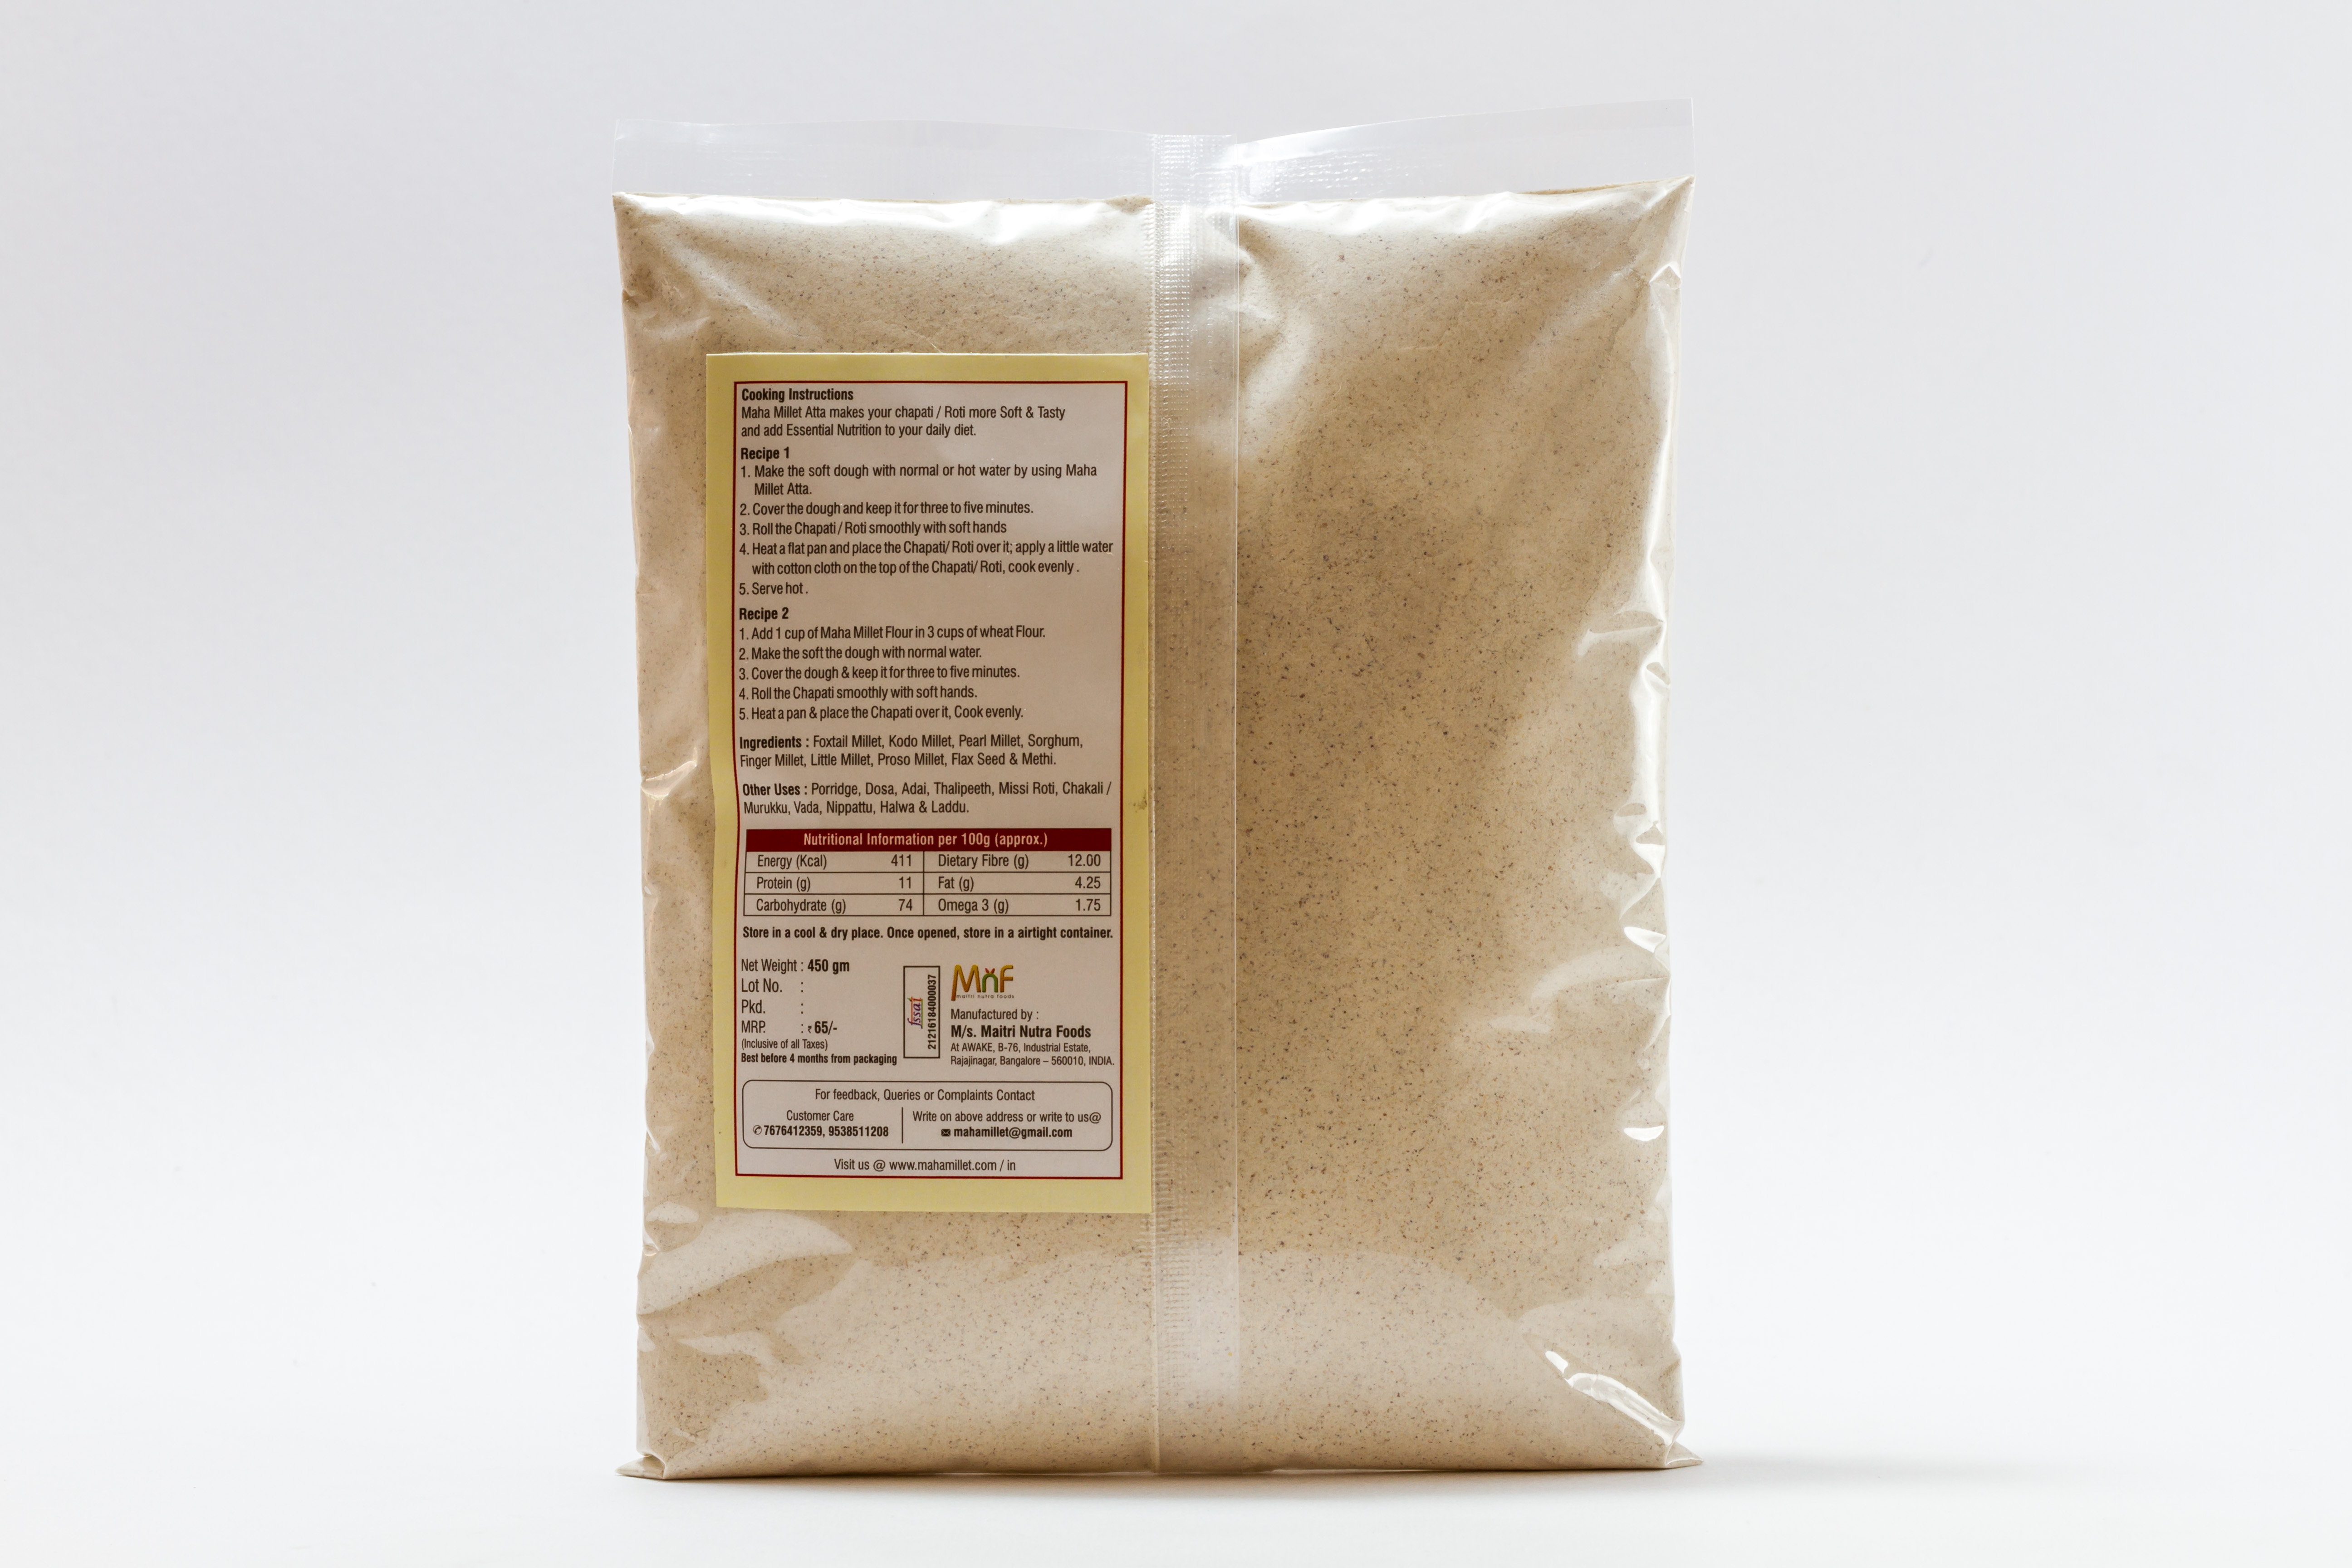 Cooking Instructions
Maha Millet Atta makes your chapati / Roti more Soft & Tasty
and add Essential Nutrition to your daily diet.
Recipe 1
1. Make the soft dough with normal or hot water by using Maha
Millet Atta.
2. Cover the dough and keep it for three to five minutes.
3. Roll the Chapati / Roti smoothly with soft hands
4. Heat a flat pan and place the Chapati/ Roti over it; apply a little water
with cotton cloth on the top of the Chapati/ Roti, cook evenly .
5. Serve hot .
Recipe 2
1. Add 1 cup of Maha Millet Flour in 3 cups of wheat Flour.
2. Make the soft the dough with normal water.
3. Cover the dough & keep it for three to five minutes.
4. Roll the Chapati smoothly with soft hands.
5. Heat a pan & place the Chapati over it, Cook evenly.
Ingredients : Foxtail Millet, Kodo Millet, Pearl Millet, Sorghum,
Finger Millet, Little Millet, Proso Millet, Flax Seed & Methi.
Other Uses : Porridge, Dosa, Adai, Thalipeeth, Missi Roti, Chakali /
Murukku, Vada, Nippattu, Halwa & Laddu.
Nutritional Information per 100g (approx.)
Energy (Kcal) 411 Dietary Fibre (g) 12.00
Protein (g) 11 Fat (g) 4.25
Carbohydrate (g) 74 Omega 3 (g) 1.75
Store in a cool & dry place. Once opened, store in a airtight container.
Net Weight : 450 gm
Lot No. :
Pkd. :
MRP. : ₹ 65/-
(Inclusive of all Taxes)
Best before 4 months from packaging
fssai
21216184000037
MnF
maitri nutra foods
Manufactured by :
M/s. Maitri Nutra Foods
At AWAKE, B-76, Industrial Estate,
Rajajinagar, Bangalore – 560010, INDIA.
For feedback, Queries or Complaints Contact
Customer Care
✆ 7676412359, 9538511208
Write on above address or write to us@
✉ mahamillet@gmail.com
Visit us @ www.mahamillet.com / in